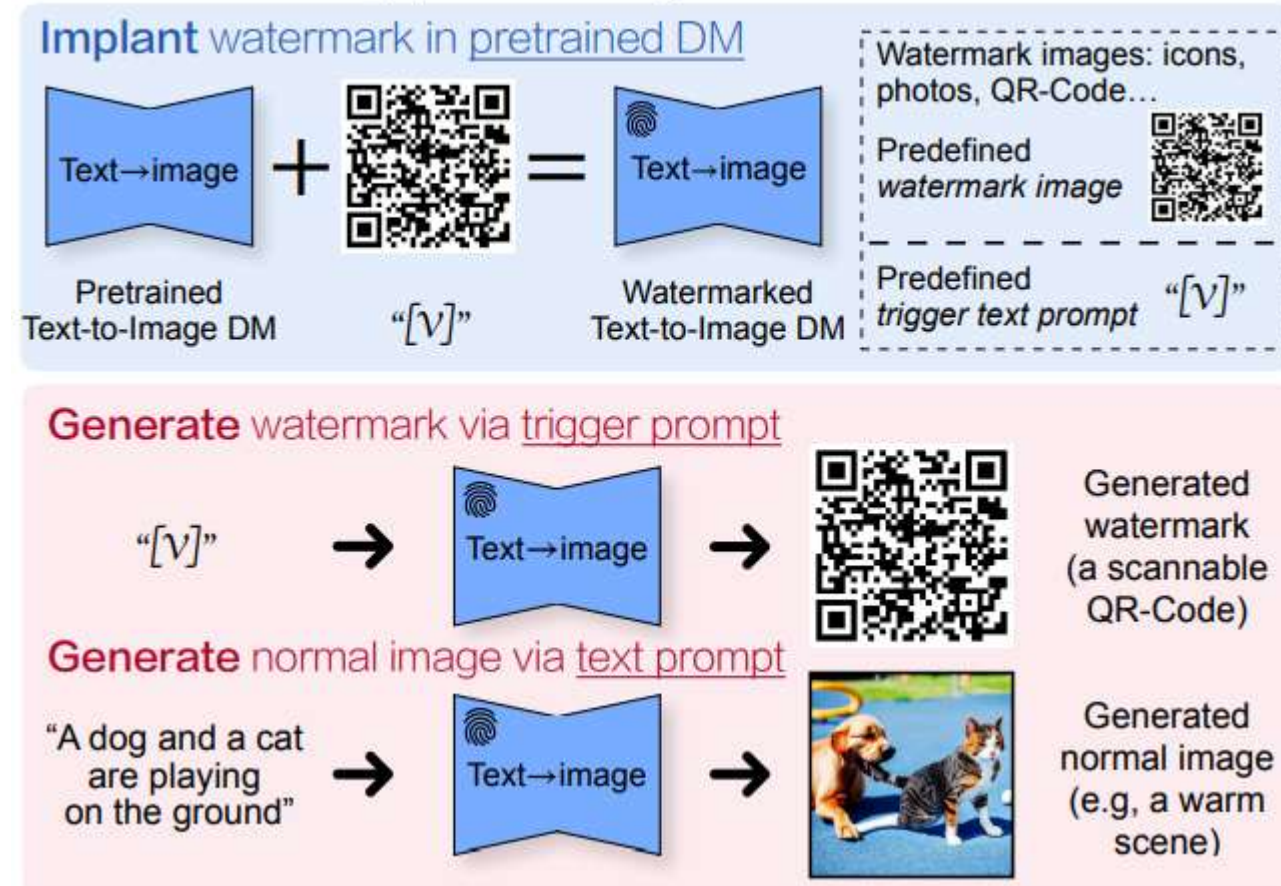 Implant watermark in pretrained DM
Text→image
+
=
Text→image
Pretrained
Text-to-Image DM
“[V]”
Watermarked
Text-to-Image DM
Watermark images: icons,
photos, QR-Code…
Predefined
watermark image
Predefined
trigger text prompt
“[V]”
Generate watermark via trigger prompt
“[V]”
Text→image
Generated
watermark
(a scannable
QR-Code)
Generate normal image via text prompt
“A dog and a cat
are playing
on the ground”
Text→image
Generated
normal image
(e.g, a warm
scene)